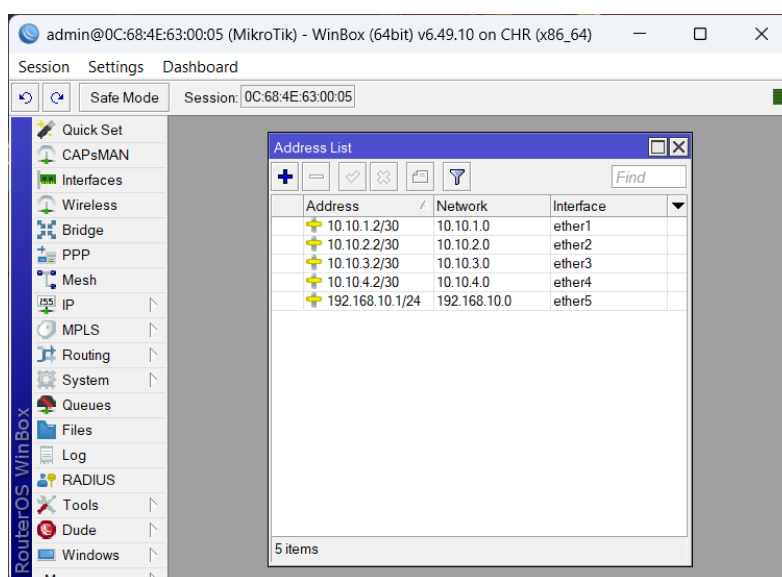 admin@0C:68:4E:63:00:05 (MikroTik) - WinBox (64bit) v6.49.10 on CHR (x86_64)
Session Settings Dashboard
Safe Mode Session: 0C:68:4E:63:00:05
Quick Set
CAPsMAN
Interfaces
Wireless
Bridge
PPP
Mesh
IP
MPLS
Routing
System
Queues
Files
Log
RADIUS
Tools
Dude
Windows
RouterOS WinBox
Address List
Find
Address Network Interface
10.10.1.2/30 10.10.1.0 ether1
10.10.2.2/30 10.10.2.0 ether2
10.10.3.2/30 10.10.3.0 ether3
10.10.4.2/30 10.10.4.0 ether4
192.168.10.1/24 192.168.10.0 ether5
5 items